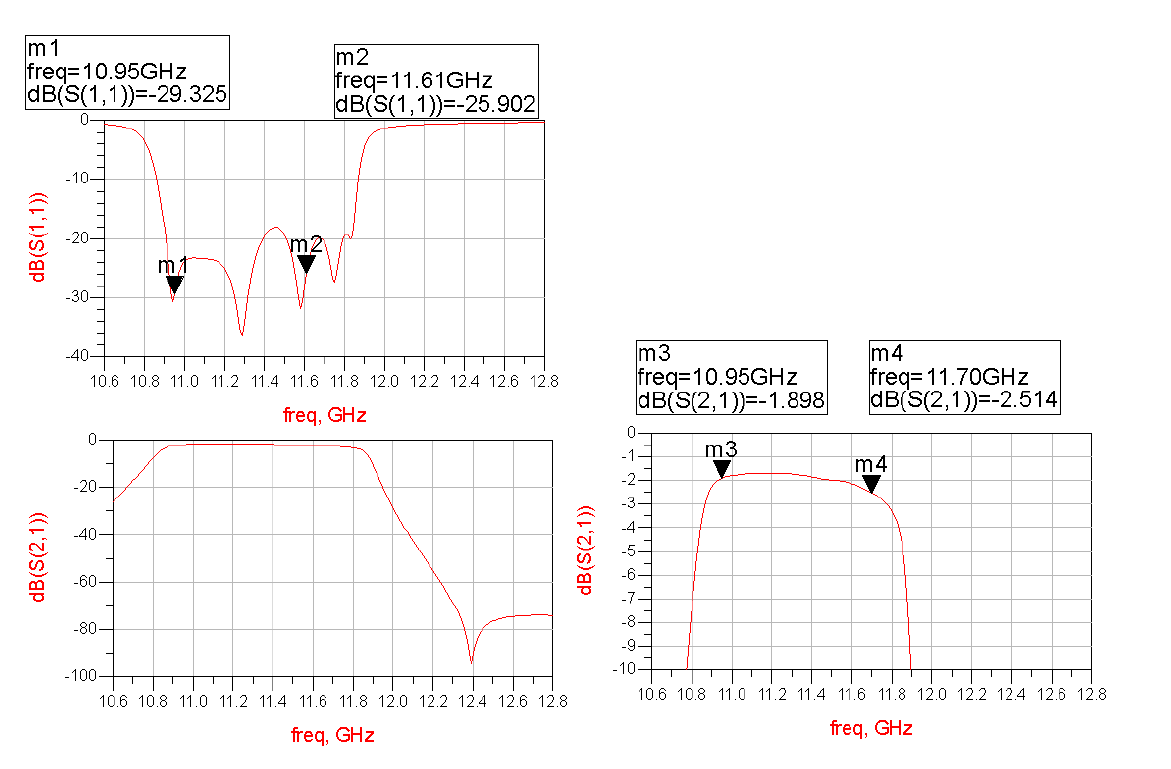 m1
freq=10.95GHz
dB(S(1,1))=-29.325
m2
freq=11.61GHz
dB(S(1,1))=-25.902
0
-10
-20
-30
-40
m1
m2
10.6 10.8 11.0 11.2 11.4 11.6 11.8 12.0 12.2 12.4 12.6 12.8
freq, GHz
dB(S(1,1))
m3
freq=10.95GHz
dB(S(2,1))=-1.898
m4
freq=11.70GHz
dB(S(2,1))=-2.514
0
-20
-40
-60
-80
-100
10.6 10.8 11.0 11.2 11.4 11.6 11.8 12.0 12.2 12.4 12.6 12.8
freq, GHz
dB(S(2,1))
0
-1
-2
-3
-4
-5
-6
-7
-8
-9
-10
m3
m4
10.6 10.8 11.0 11.2 11.4 11.6 11.8 12.0 12.2 12.4 12.6 12.8
freq, GHz
dB(S(2,1))